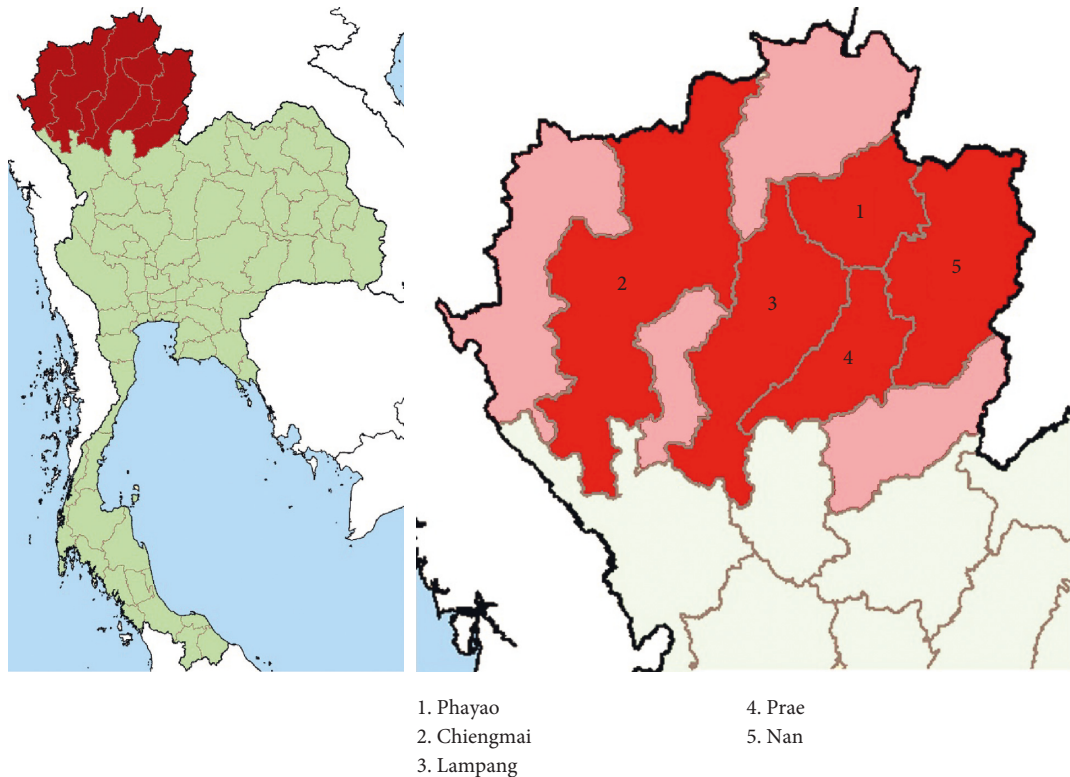 1
2
3
4
5
1. Phayao
2. Chiengmai
3. Lampang
4. Prae
5. Nan